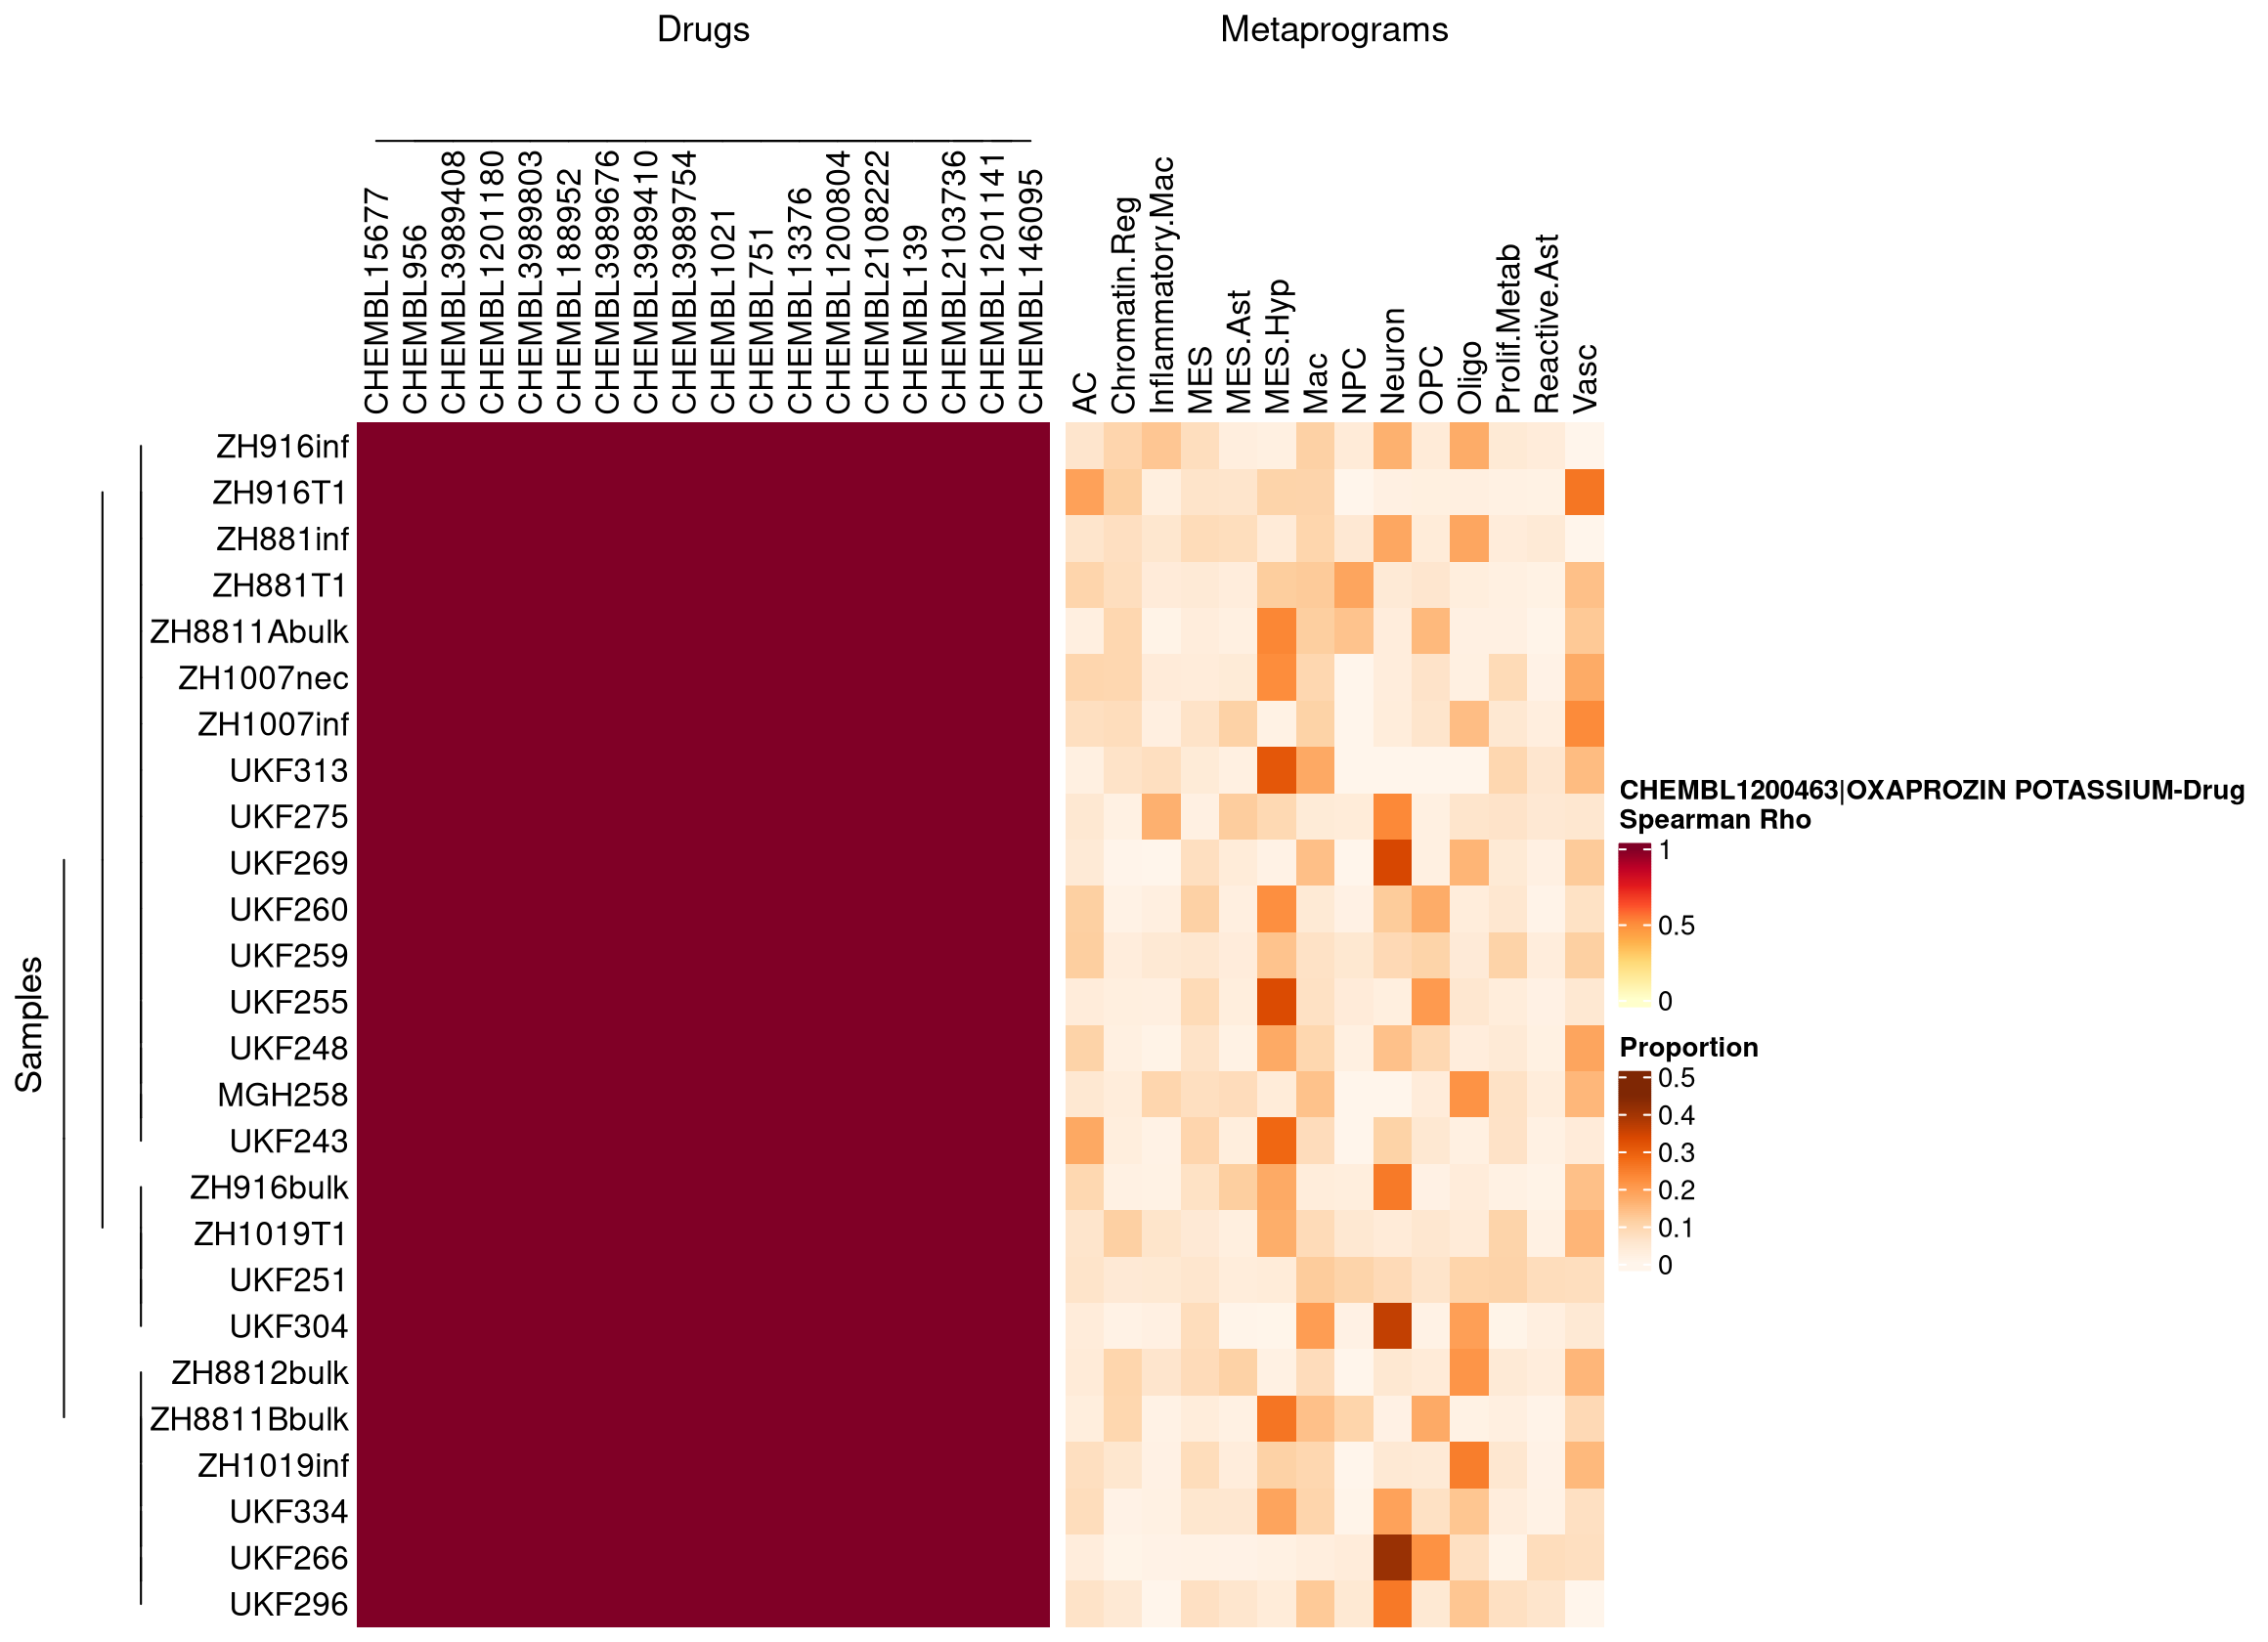 Drugs
Metaprograms
CHEMBL15677
CHEMBL956
CHEMBL3989408
CHEMBL1201180
CHEMBL3989803
CHEMBL188952
CHEMBL3989676
CHEMBL3989410
CHEMBL3989754
CHEMBL1021
CHEMBL751
CHEMBL13376
CHEMBL1200804
CHEMBL2108222
CHEMBL139
CHEMBL2103736
CHEMBL1201141
CHEMBL146095
AC
Chromatin.Reg
Inflammatory.Mac
MES
MES.Ast
MES.Hyp
Mac
NPC
Neuron
OPC
Oligo
Prolif.Metab
Reactive.Ast
Vasc
Samples
ZH916inf
ZH916T1
ZH881inf
ZH881T1
ZH8811Abulk
ZH1007nec
ZH1007inf
UKF313
UKF275
UKF269
UKF260
UKF259
UKF255
UKF248
MGH258
UKF243
ZH916bulk
ZH1019T1
UKF251
UKF304
ZH8812bulk
ZH8811Bbulk
ZH1019inf
UKF334
UKF266
UKF296
CHEMBL1200463|OXAPROZIN POTASSIUM-Drug
Spearman Rho
1
0.5
0
Proportion
0.5
0.4
0.3
0.2
0.1
0